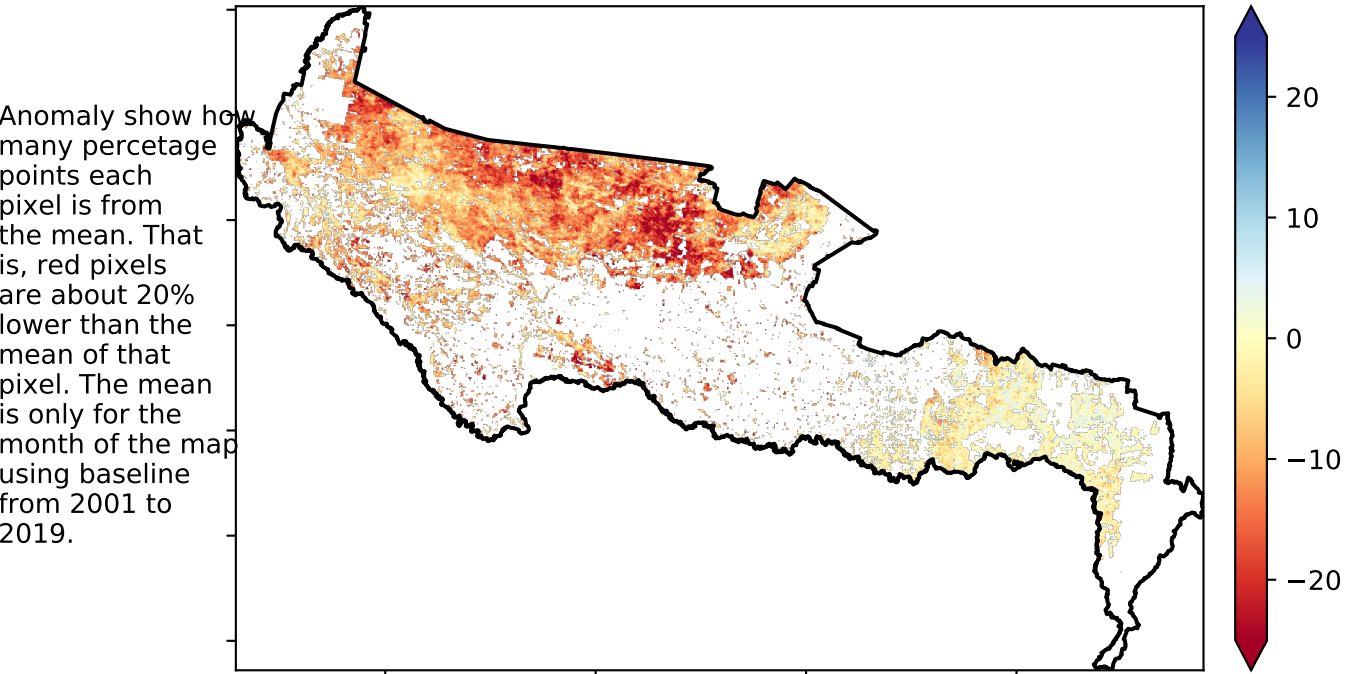 Anomaly show how
many percetage
points each
pixel is from
the mean. That
is, red pixels
are about 20%
lower than the
mean of that
pixel. The mean
is only for the
month of the map
using baseline
from 2001 to
2019.
20
10
0
−10
−20